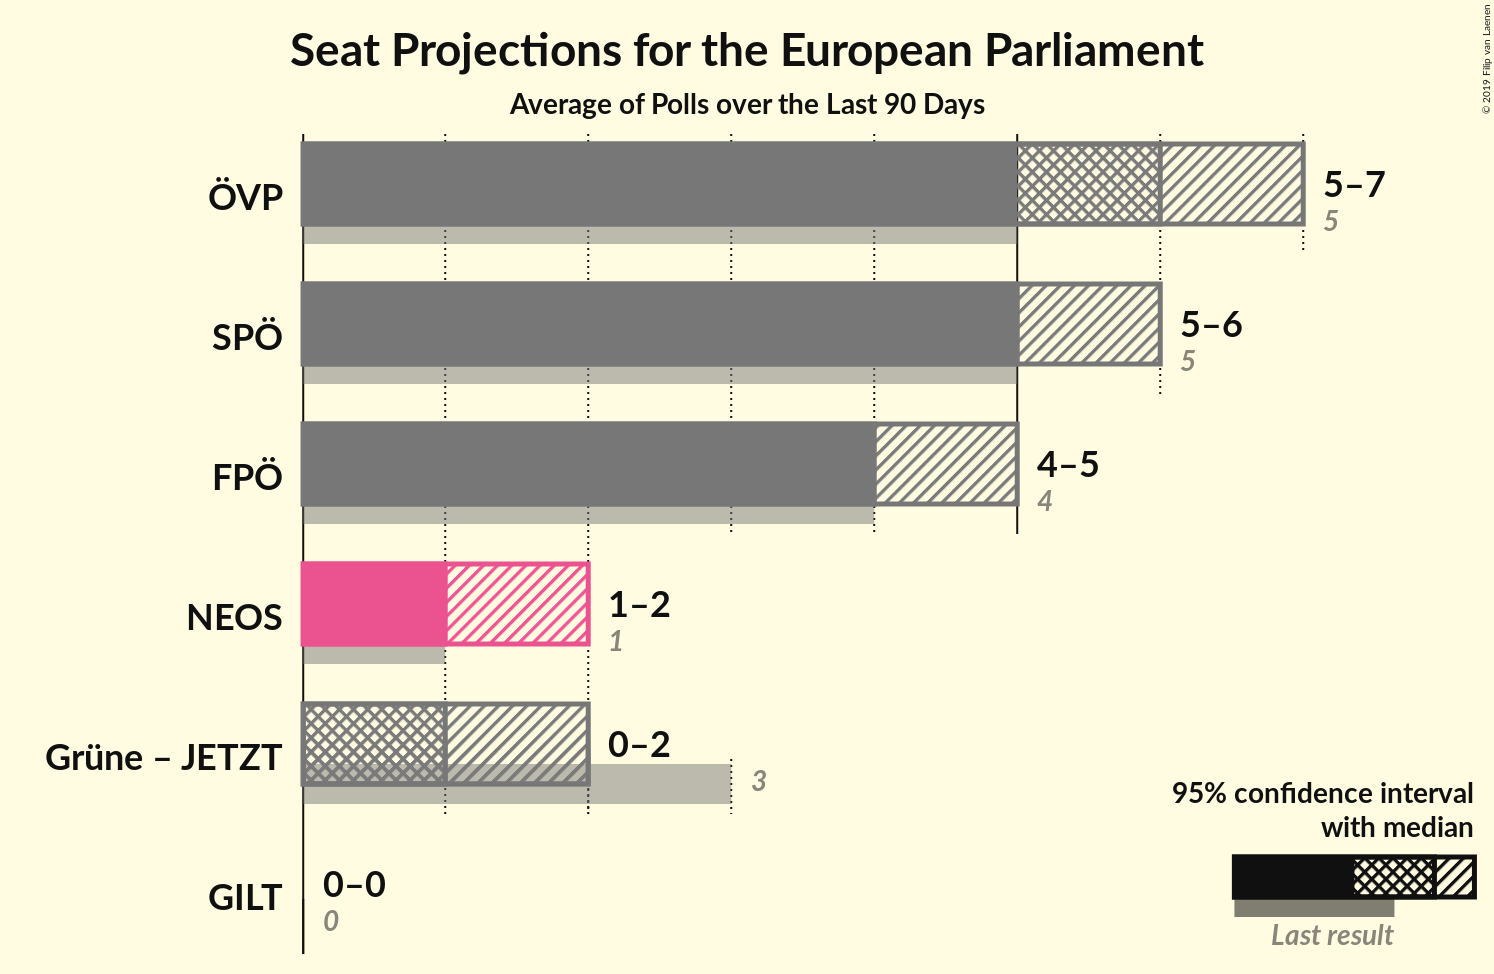 Seat Projections for the European Parliament
Average of Polls over the Last 90 Days
© 2019 Filip van Laenen
ÖVP
5–7
5
SPÖ
5–6
5
FPÖ
4–5
4
NEOS
1–2
1
Grüne – JETZT
0–2
3
GILT
0–0
0
95% confidence interval
with median
Last result